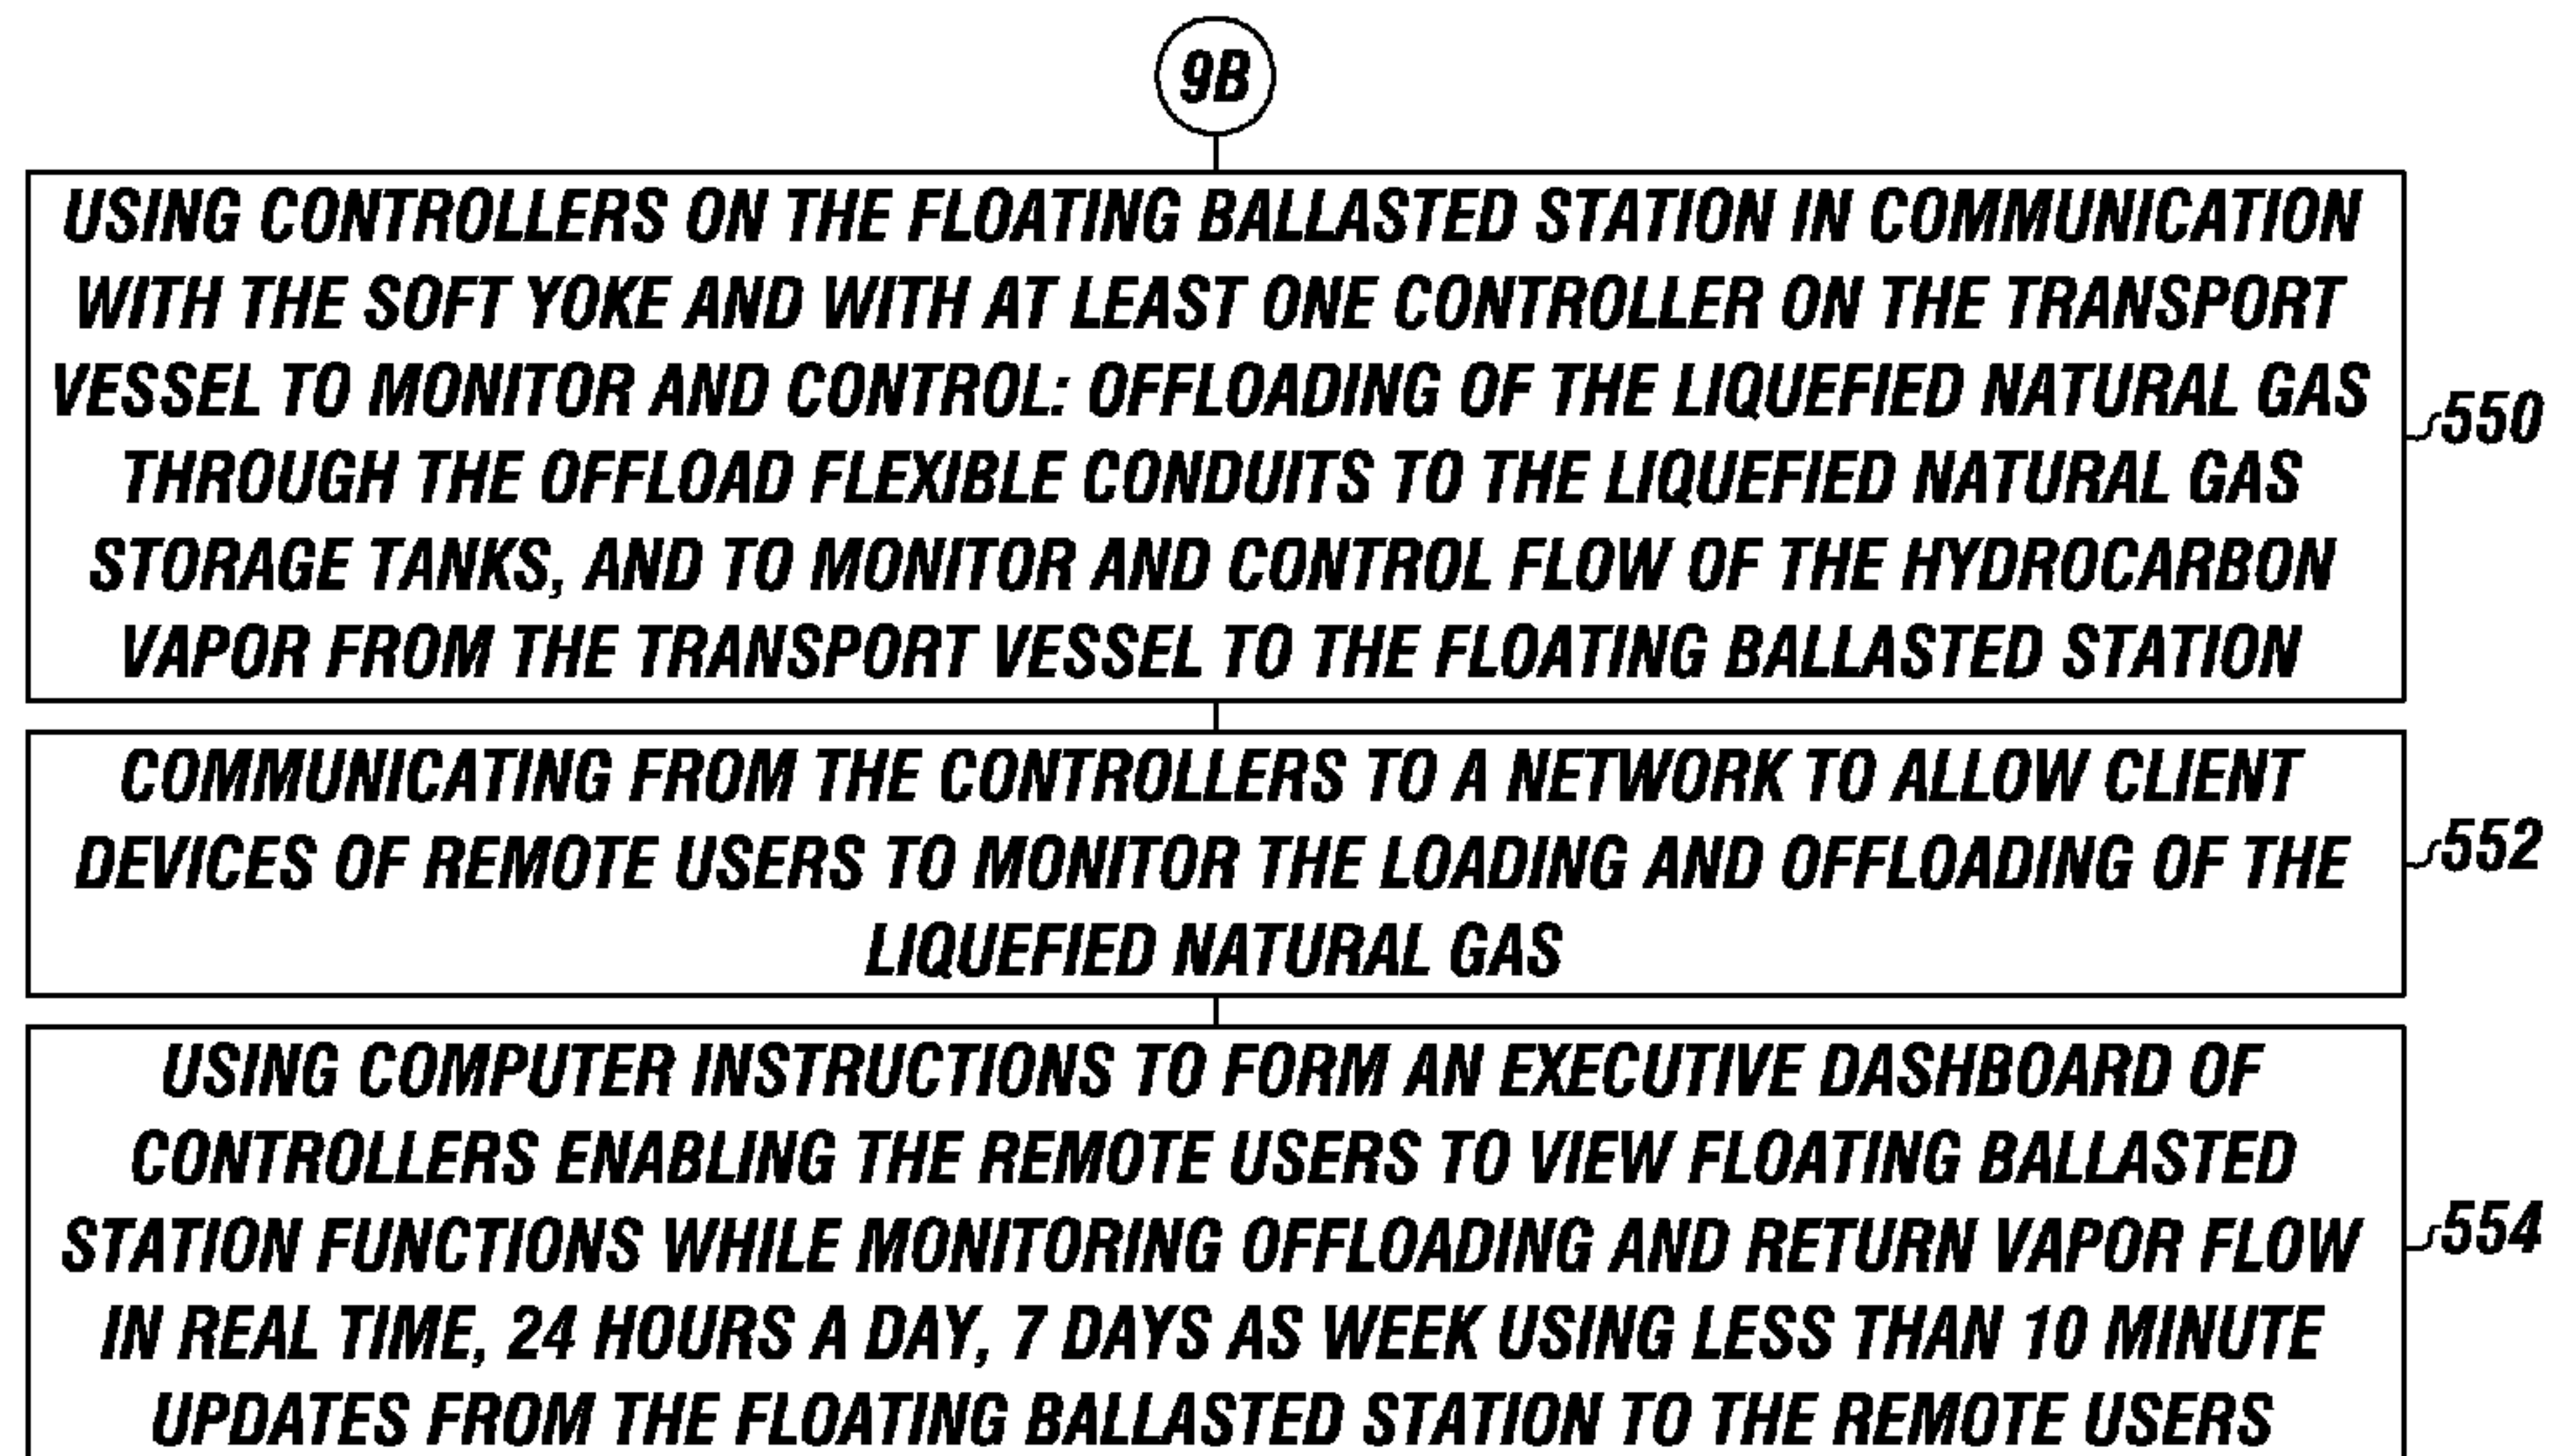 9B
USING CONTROLLERS ON THE FLOATING BALLASTED STATION IN COMMUNICATION
WITH THE SOFT YOKE AND WITH AT LEAST ONE CONTROLLER ON THE TRANSPORT
VESSEL TO MONITOR AND CONTROL: OFFLOADING OF THE LIQUEFIED NATURAL GAS
THROUGH THE OFFLOAD FLEXIBLE CONDUITS TO THE LIQUEFIED NATURAL GAS
STORAGE TANKS, AND TO MONITOR AND CONTROL FLOW OF THE HYDROCARBON
VAPOR FROM THE TRANSPORT VESSEL TO THE FLOATING BALLASTED STATION
550
COMMUNICATING FROM THE CONTROLLERS TO A NETWORK TO ALLOW CLIENT
DEVICES OF REMOTE USERS TO MONITOR THE LOADING AND OFFLOADING OF THE
LIQUEFIED NATURAL GAS
552
USING COMPUTER INSTRUCTIONS TO FORM AN EXECUTIVE DASHBOARD OF
CONTROLLERS ENABLING THE REMOTE USERS TO VIEW FLOATING BALLASTED
STATION FUNCTIONS WHILE MONITORING OFFLOADING AND RETURN VAPOR FLOW
IN REAL TIME, 24 HOURS A DAY, 7 DAYS AS WEEK USING LESS THAN 10 MINUTE
UPDATES FROM THE FLOATING BALLASTED STATION TO THE REMOTE USERS
554